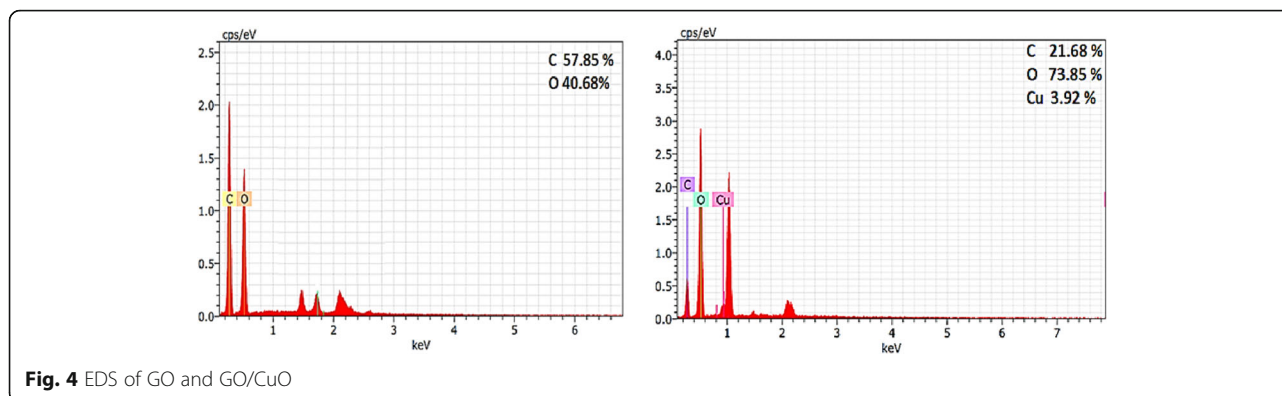 cps/eV
2.5
2.0
1.5
1.0
0.5
0.0
C 57.85 %
O 40.68%
C O
1 2 3 4 5 6
keV
cps/eV
4.0
3.5
3.0
2.5
2.0
1.5
1.0
0.5
0.0
C 21.68 %
O 73.85 %
Cu 3.92 %
C
O Cu
1 2 3 4 5 6 7
keV
Fig. 4 EDS of GO and GO/CuO